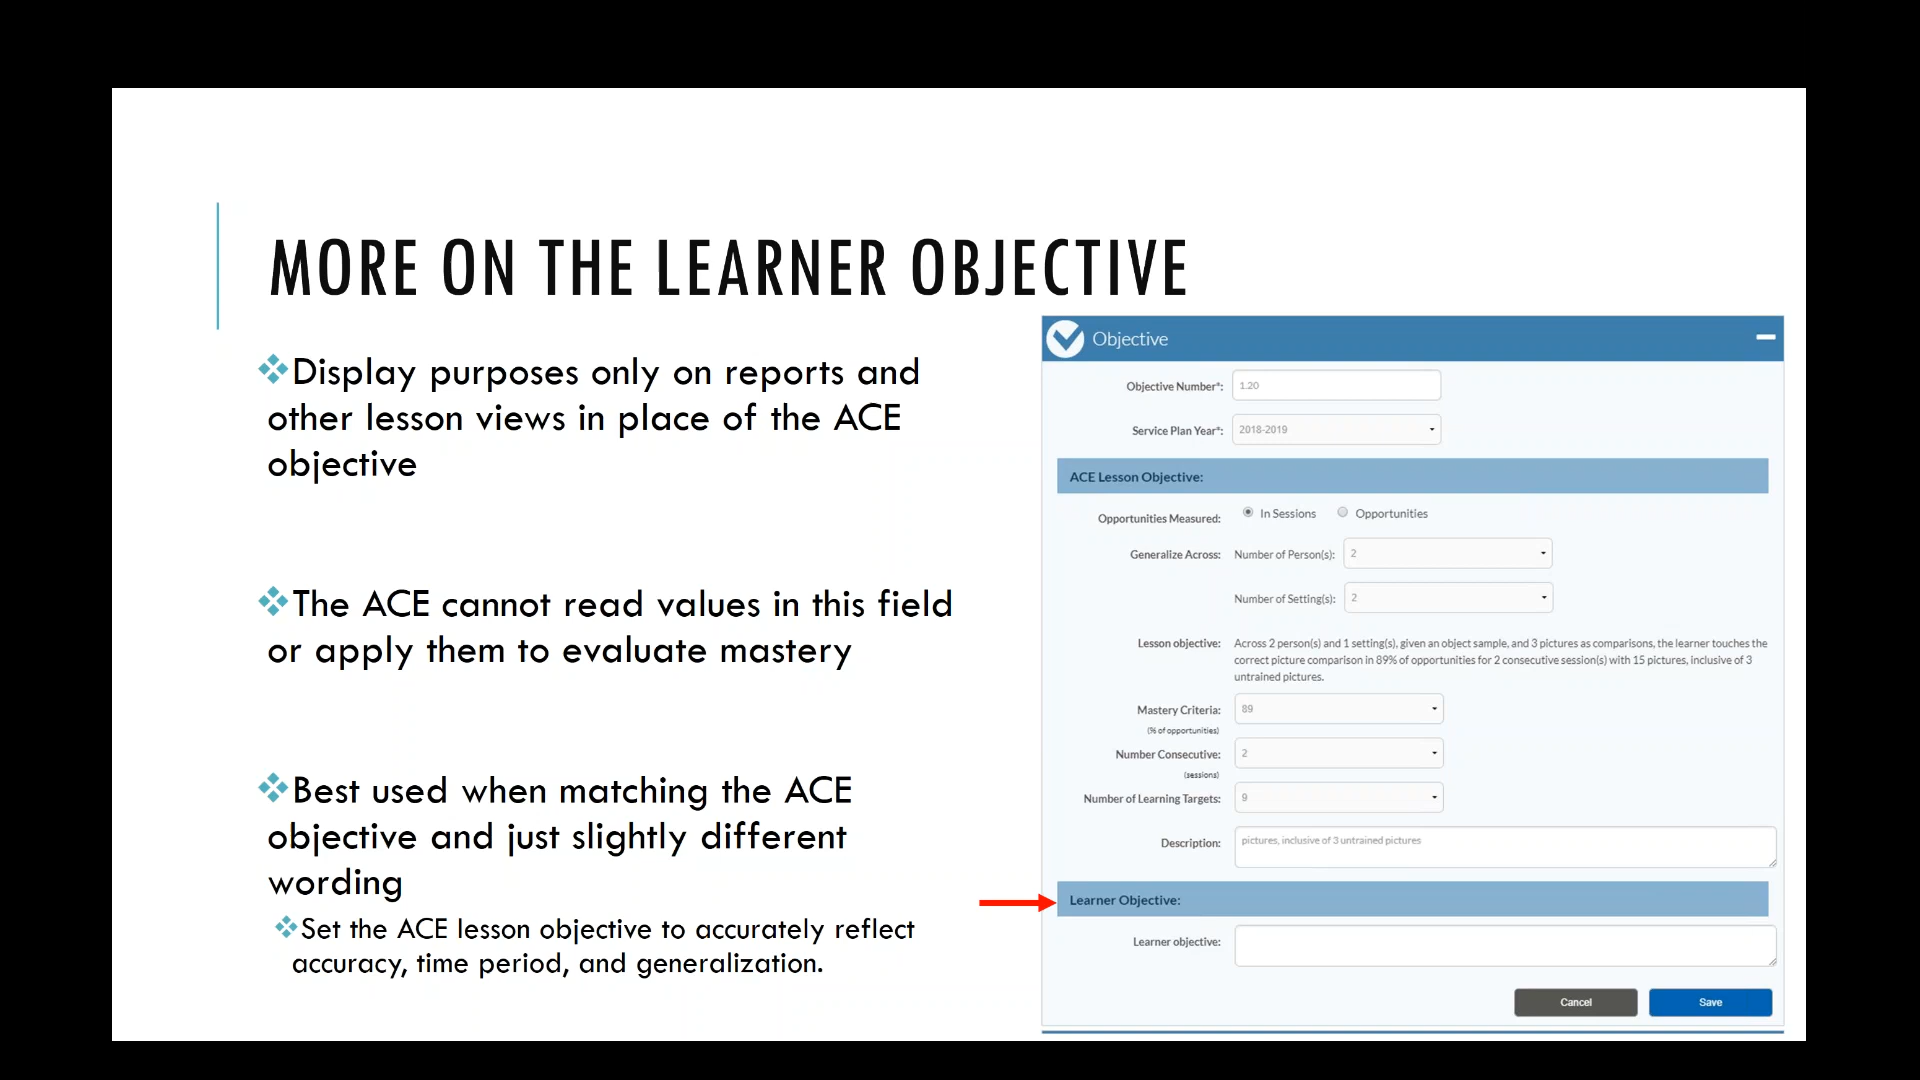 MORE ON THE LEARNER OBJECTIVE
Display purposes only on reports and
other lesson views in place of the ACE
objective
The ACE cannot read values in this field
or apply them to evaluate mastery
Best used when matching the ACE
objective and just slightly different
wording
Set the ACE lesson objective to accurately reflect
accuracy, time period, and generalization.
Objective
Objective Number*: 1.20
Service Plan Year*: 2018-2019
ACE Lesson Objective:
Opportunities Measured: In Sessions Opportunities
Generalize Across: Number of Person(s): 2
Number of Setting(s): 2
Lesson objective: Across 2 person(s) and 1 setting(s), given an object sample, and 3 pictures as comparisons, the learner touches the
correct picture comparison in 89% of opportunities for 2 consecutive session(s) with 15 pictures, inclusive of 3
untrained pictures.
Mastery Criteria: 89
(% of opportunities)
Number Consecutive: 2
(sessions)
Number of Learning Targets: 9
Description: pictures, inclusive of 3 untrained pictures
Learner Objective:
Learner objective:
Cancel Save